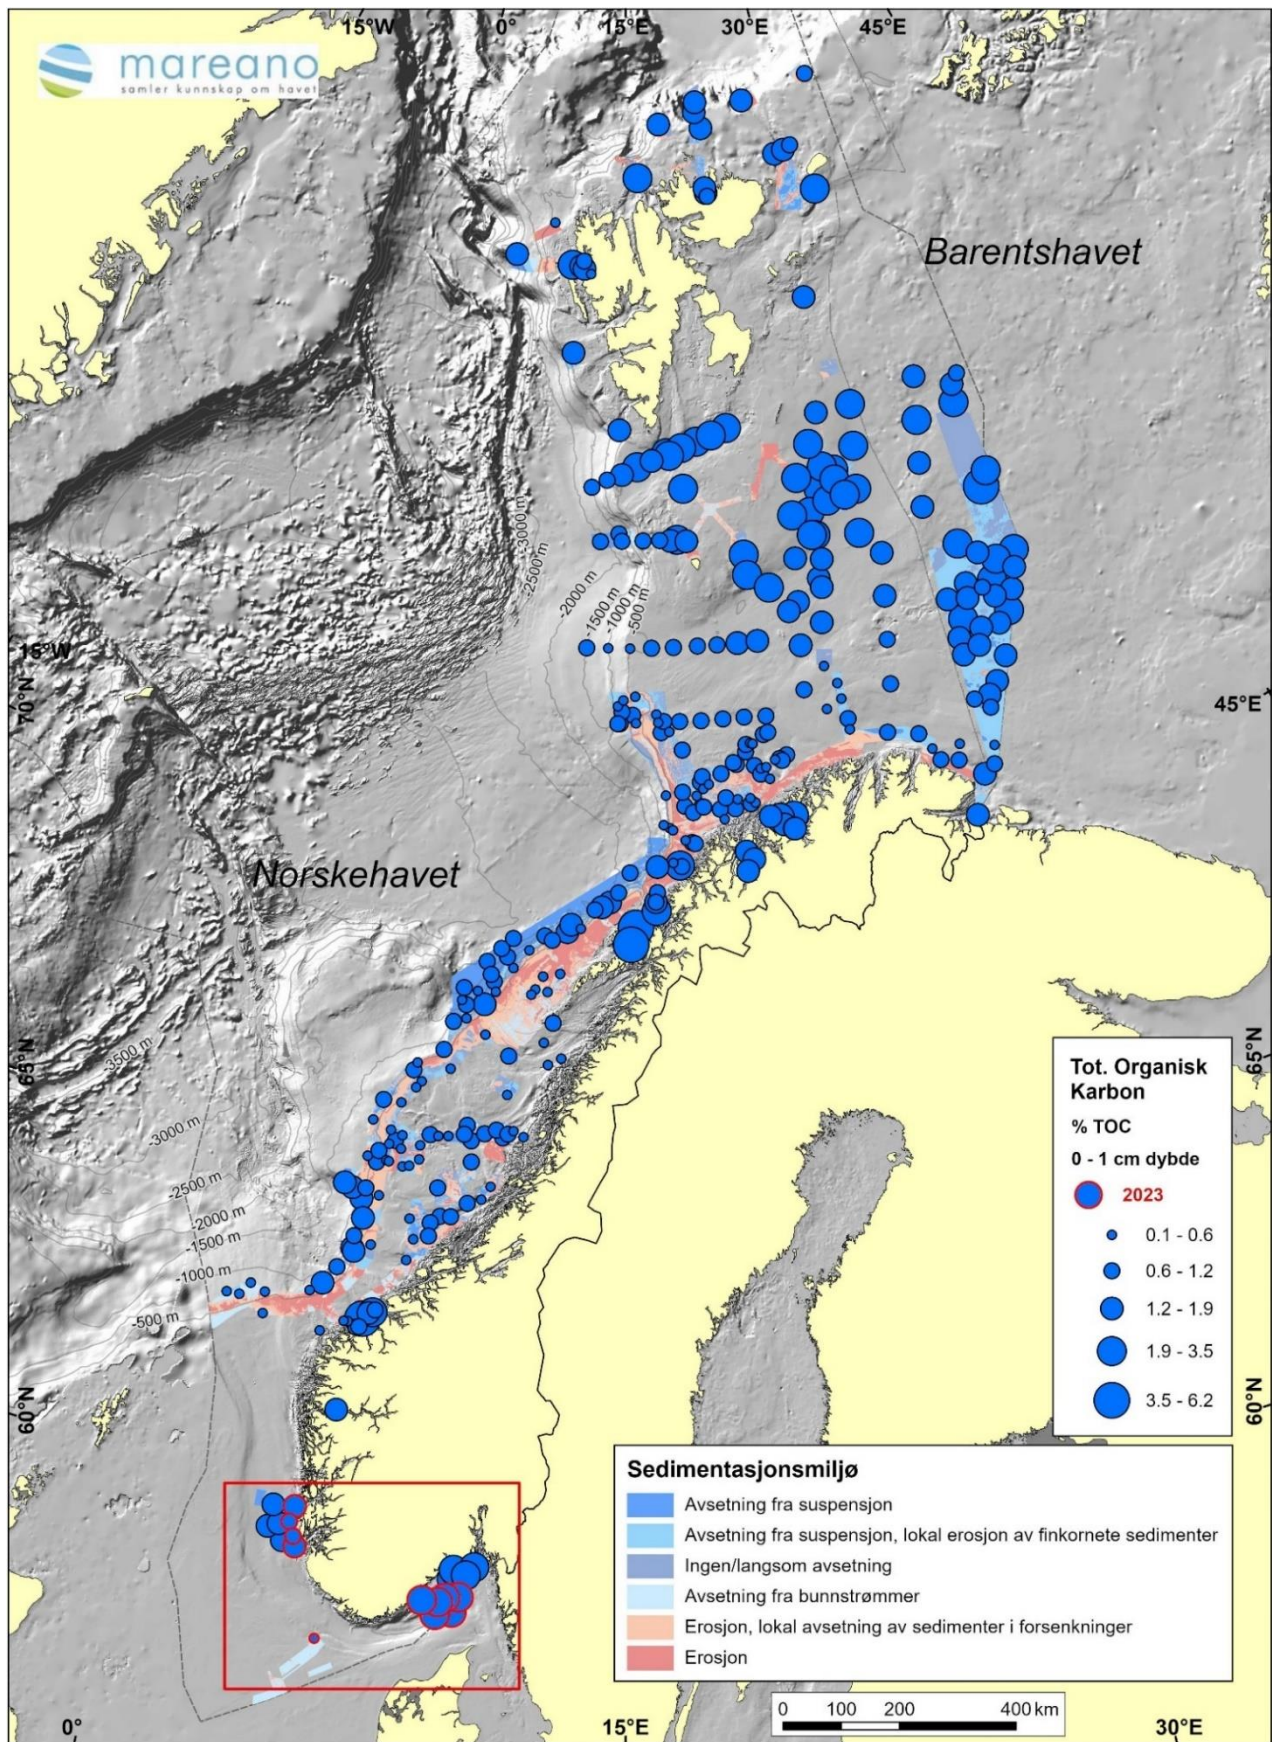 15°W 0° 15°E 30°E 45°E
mareano
samler kunnskap om havet
Barentshavet
-3000 m
-2500 m
-2000 m
-1500 m
-1000 m
-500 m
15°W
70°N
45°E
Norskehavet
-3500 m
65°N
65°N
-3000 m
-2500 m
-2000 m
-1500 m
-1000 m
-500 m
60°N
60°N
Tot. Organisk
Karbon
% TOC
0 - 1 cm dybde
2023
0.1 - 0.6
0.6 - 1.2
1.2 - 1.9
1.9 - 3.5
3.5 - 6.2
Sedimentasjonsmiljø
Avsetning fra suspensjon
Avsetning fra suspensjon, lokal erosjon av finkornete sedimenter
Ingen/langsom avsetning
Avsetning fra bunnstrømmer
Erosjon, lokal avsetning av sedimenter i forsenkninger
Erosjon
0 100 200 400 km
0° 15°E 30°E